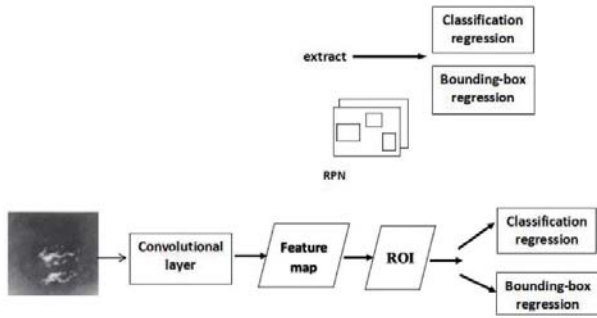 Classification
regression
extract
Bounding-box
regression
RPN
Convolutional
layer
Feature
map
ROI
Classification
regression
Bounding-box
regression